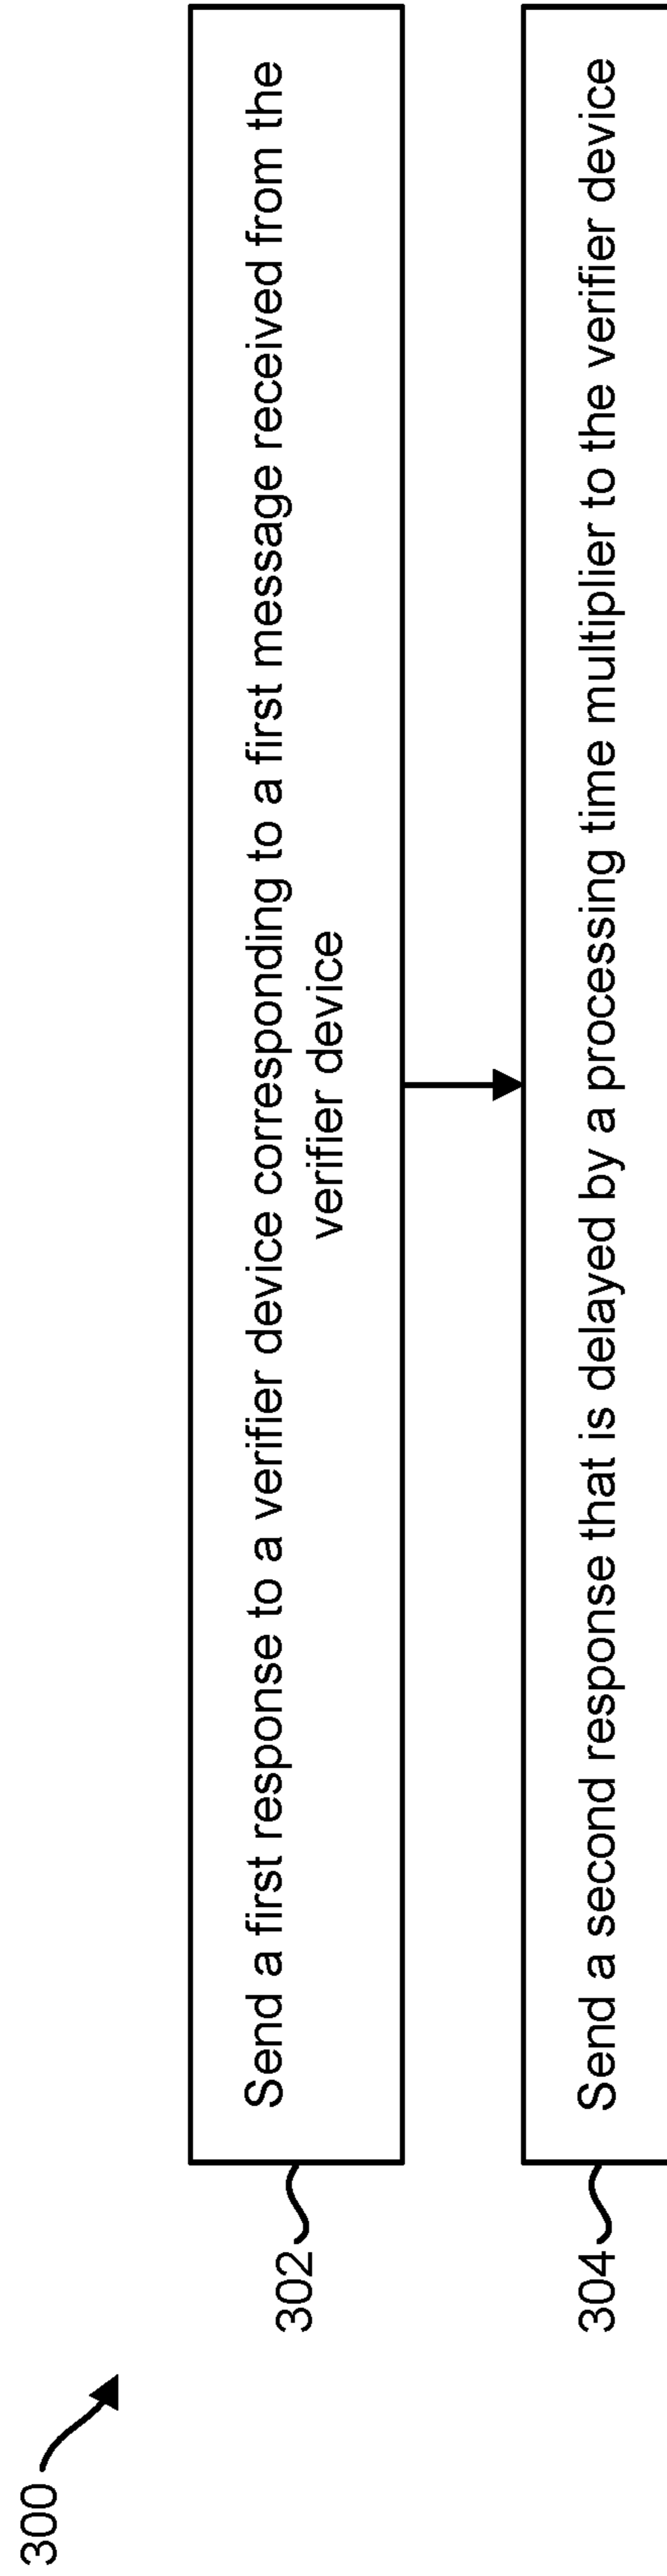 300
302
Send a first response to a verifier device corresponding to a first message received from the
verifier device
304
Send a second response that is delayed by a processing time multiplier to the verifier device